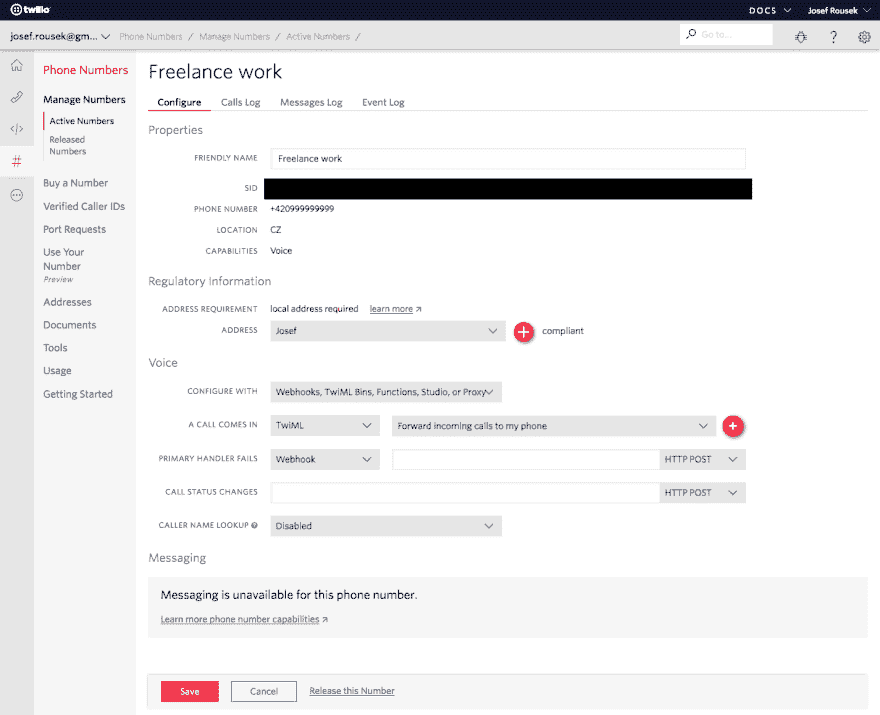 twilio
DOCS
Josef Rousek
josef.rousek@gm...
Phone Numbers / Manage Numbers / Active Numbers /
Go to...
?
Phone Numbers
Manage Numbers
Active Numbers
Released
Numbers
Buy a Number
Verified Caller IDs
Port Requests
Use Your
Number
Preview
Addresses
Documents
Tools
Usage
Getting Started
Freelance work
Configure Calls Log Messages Log Event Log
Properties
FRIENDLY NAME Freelance work
SID
PHONE NUMBER +420999999999
LOCATION CZ
CAPABILITIES Voice
Regulatory Information
ADDRESS REQUIREMENT local address required learn more
ADDRESS Josef compliant
Voice
CONFIGURE WITH Webhooks, TwiML Bins, Functions, Studio, or Proxy
A CALL COMES IN TwiML Forward incoming calls to my phone
PRIMARY HANDLER FAILS Webhook HTTP POST
CALL STATUS CHANGES HTTP POST
CALLER NAME LOOKUP Disabled
Messaging
Messaging is unavailable for this phone number.
Learn more phone number capabilities
Save Cancel Release this Number